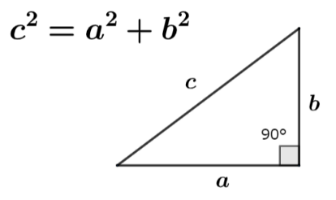 c² = a² + b²
c
b
90°
a